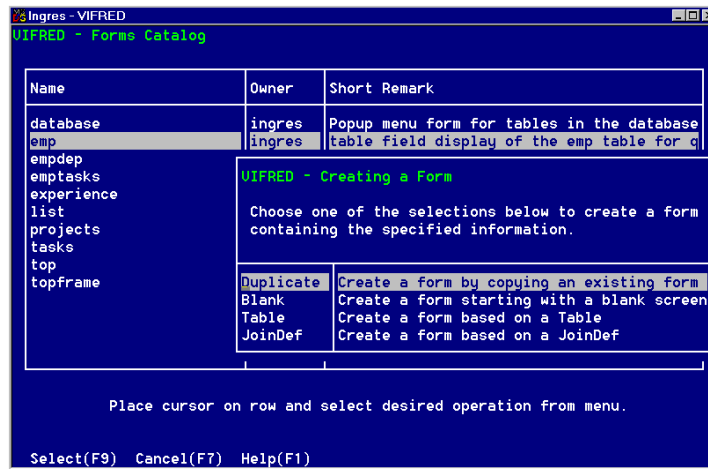 Ingres - VIFRED
VIFRED - Forms Catalog
Name Owner Short Remark
database ingres Popup menu form for tables in the database
emp ingres table field display of the emp table for q
empdep
emptasks
experience
list
projects
tasks
top
topframe
VIFRED - Creating a Form
Choose one of the selections below to create a form
containing the specified information.
Duplicate Create a form by copying an existing form
Blank Create a form starting with a blank screen
Table Create a form based on a Table
JoinDef Create a form based on a JoinDef
Place cursor on row and select desired operation from menu.
Select(F9) Cancel(F7) Help(F1)